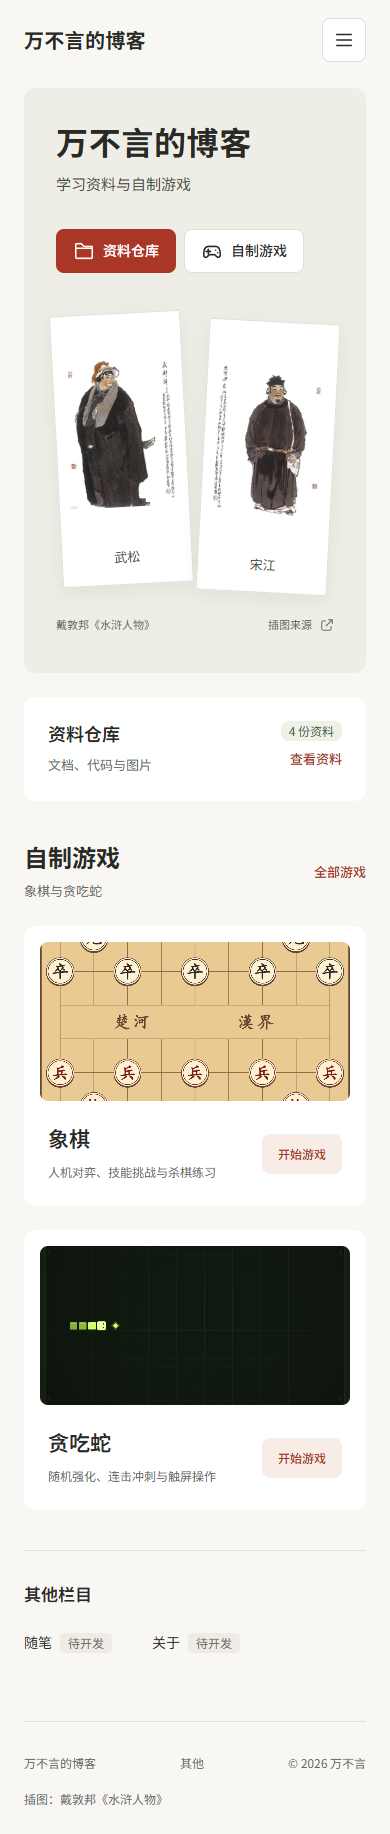 万不言的博客
万不言的博客
学习资料与自制游戏
资料仓库
自制游戏
武松
宋江
戴敦邦《水浒人物》
插图来源
资料仓库
4 份资料
文档、代码与图片
查看资料
自制游戏
象棋与贪吃蛇
全部游戏
卒 卒 卒 卒 卒
楚河 漢界
兵 兵 兵 兵 兵
象棋
人机对弈、技能挑战与杀棋练习
开始游戏
贪吃蛇
随机强化、连击冲刺与触屏操作
开始游戏
其他栏目
随笔 待开发 关于 待开发
万不言的博客 其他 © 2026 万不言
插图：戴敦邦《水浒人物》